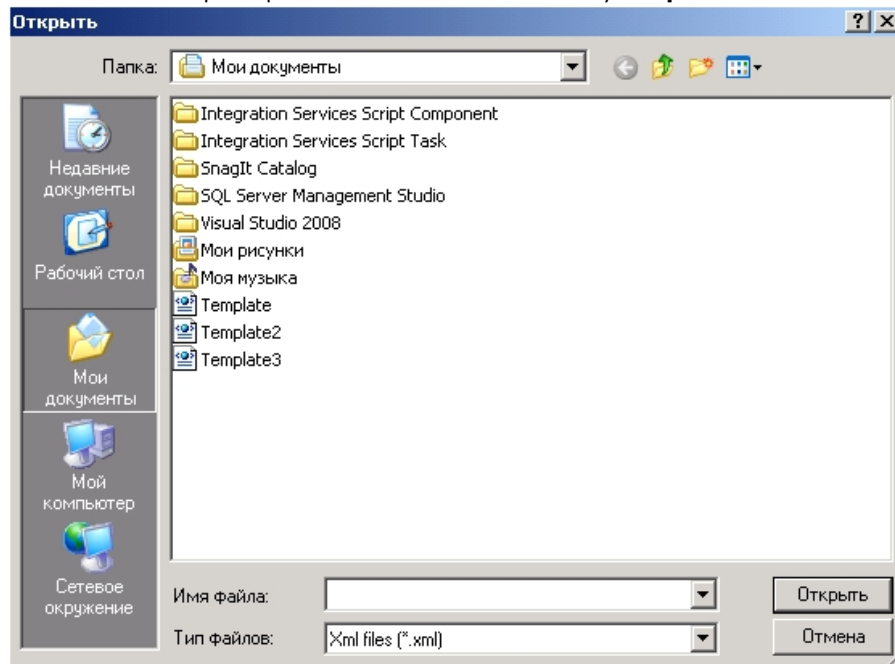 Открыть
Папка:
Мои документы
Недавние
документы
Рабочий стол
Мои
документы
Мой
компьютер
Сетевое
окружение
Integration Services Script Component
Integration Services Script Task
SnagIt Catalog
SQL Server Management Studio
Visual Studio 2008
Мои рисунки
Моя музыка
Template
Template2
Template3
Имя файла:
Открыть
Тип файлов:
Xml files (*.xml)
Отмена